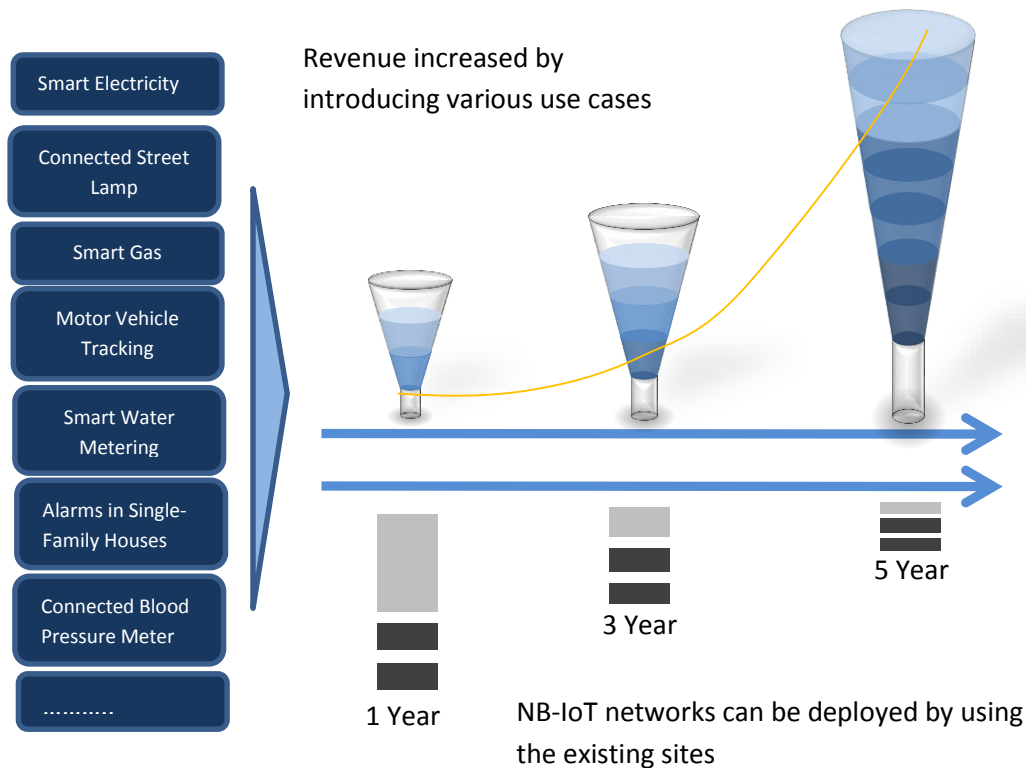 Smart Electricity
Connected Street
Lamp
Smart Gas
Motor Vehicle
Tracking
Smart Water
Metering
Alarms in Single-
Family Houses
Connected Blood
Pressure Meter
………..
Revenue increased by
introducing various use cases
1 Year
3 Year
5 Year
NB-IoT networks can be deployed by using
the existing sites